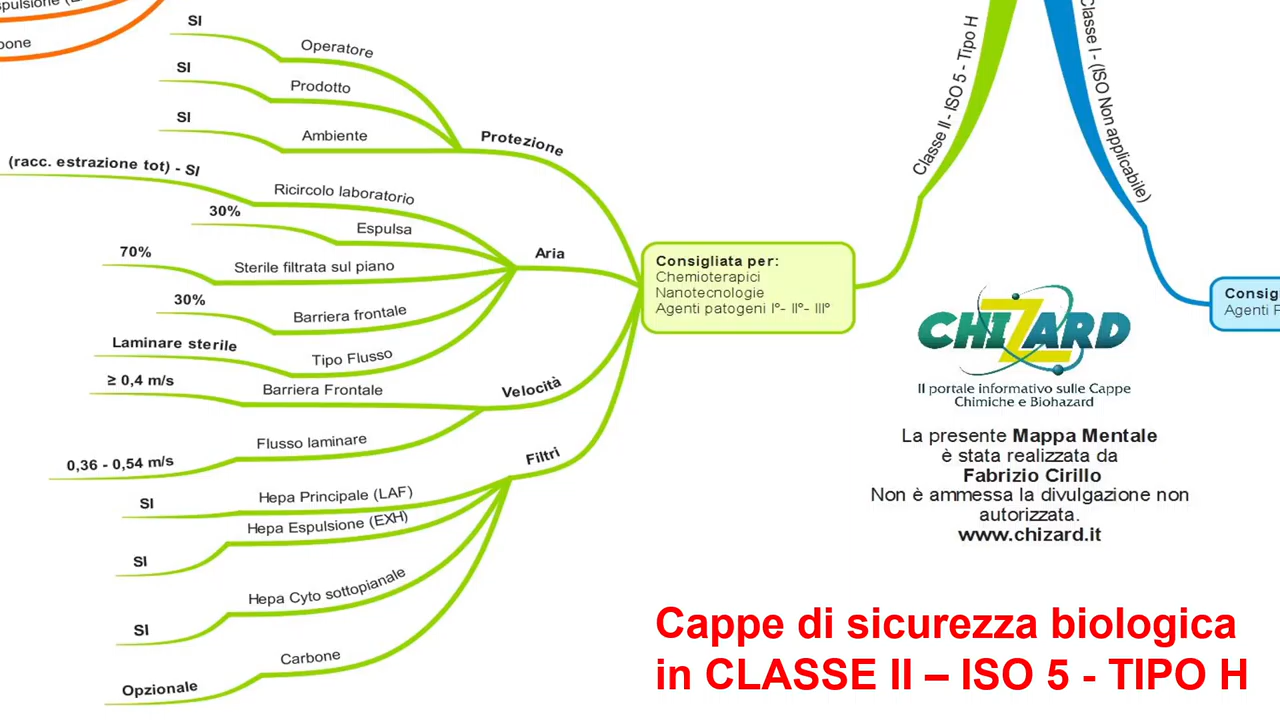 SI
Operatore
SI
Prodotto
SI
Ambiente
Protezione
(racc. estrazione tot) - SI
Ricircolo laboratorio
30%
Espulsa
70%
Sterile filtrata sul piano
30%
Barriera frontale
Laminare sterile
Tipo Flusso
Aria
≥ 0,4 m/s
Barriera Frontale
0,36 - 0,54 m/s
Flusso laminare
Velocità
SI
Hepa Principale (LAF)
SI
Hepa Espulsione (EXH)
SI
Hepa Cyto sottopianale
Opzionale
Carbone
Filtri
Consigliata per:
Chemioterapici
Nanotecnologie
Agenti patogeni I°- II°- III°
Classe II - ISO 5 - Tipo H
Classe I - (ISO Non applicabile)
CHIZARD
Il portale informativo sulle Cappe
Chimiche e Biohazard
La presente Mappa Mentale
è stata realizzata da
Fabrizio Cirillo
Non è ammessa la divulgazione non
autorizzata.
www.chizard.it
Cappe di sicurezza biologica
in CLASSE II – ISO 5 - TIPO H